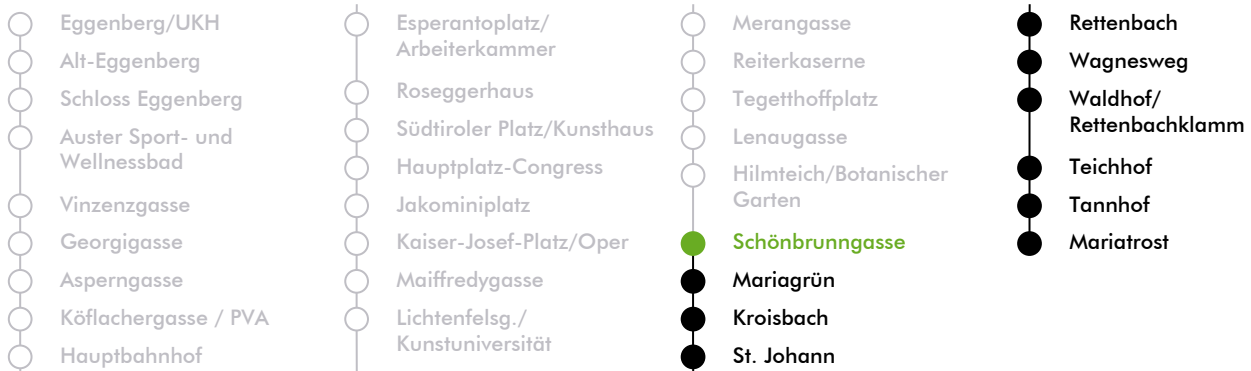 Eggenberg/UKH
Alt-Eggenberg
Schloss Eggenberg
Auster Sport- und
Wellnessbad
Vinzenzgasse
Georgigasse
Asperngasse
Köflachergasse / PVA
Hauptbahnhof
Esperantoplatz/
Arbeiterkammer
Roseggerhaus
Südtiroler Platz/Kunsthaus
Hauptplatz-Congress
Jakominiplatz
Kaiser-Josef-Platz/Oper
Maiffredygasse
Lichtenfelsg./
Kunstuniversität
Merangasse
Reiterkaserne
Tegetthoffplatz
Lenaugasse
Hilmteich/Botanischer
Garten
Schönbrunngasse
Mariagrün
Kroisbach
St. Johann
Rettenbach
Wagnesweg
Waldhof/
Rettenbachklamm
Teichhof
Tannhof
Mariatrost